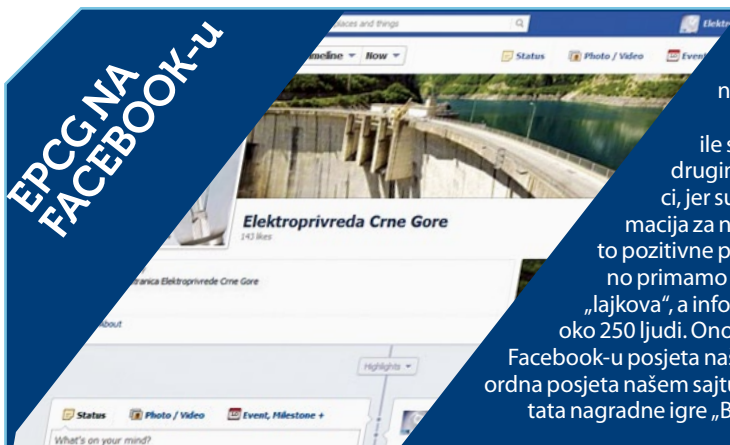 EPCG NA
FACEBOOK-u
places and things
Elektr
meline Now
Status Photo / Video Event
Elektroprivreda Crne Gore
143 likes
tranica Elektroprivrede Crne Gore
About
Highlights
Status Photo / Video Event, Milestone +
What's on your mind?
n
ile s
drugim
ci, jer su
macija za n
to pozitivne p
no primamo
„lajkova“, a info
oko 250 ljudi. Ono
Facebook-u posjeta naš
ordna posjeta našem sajtu
tata nagradne igre „B